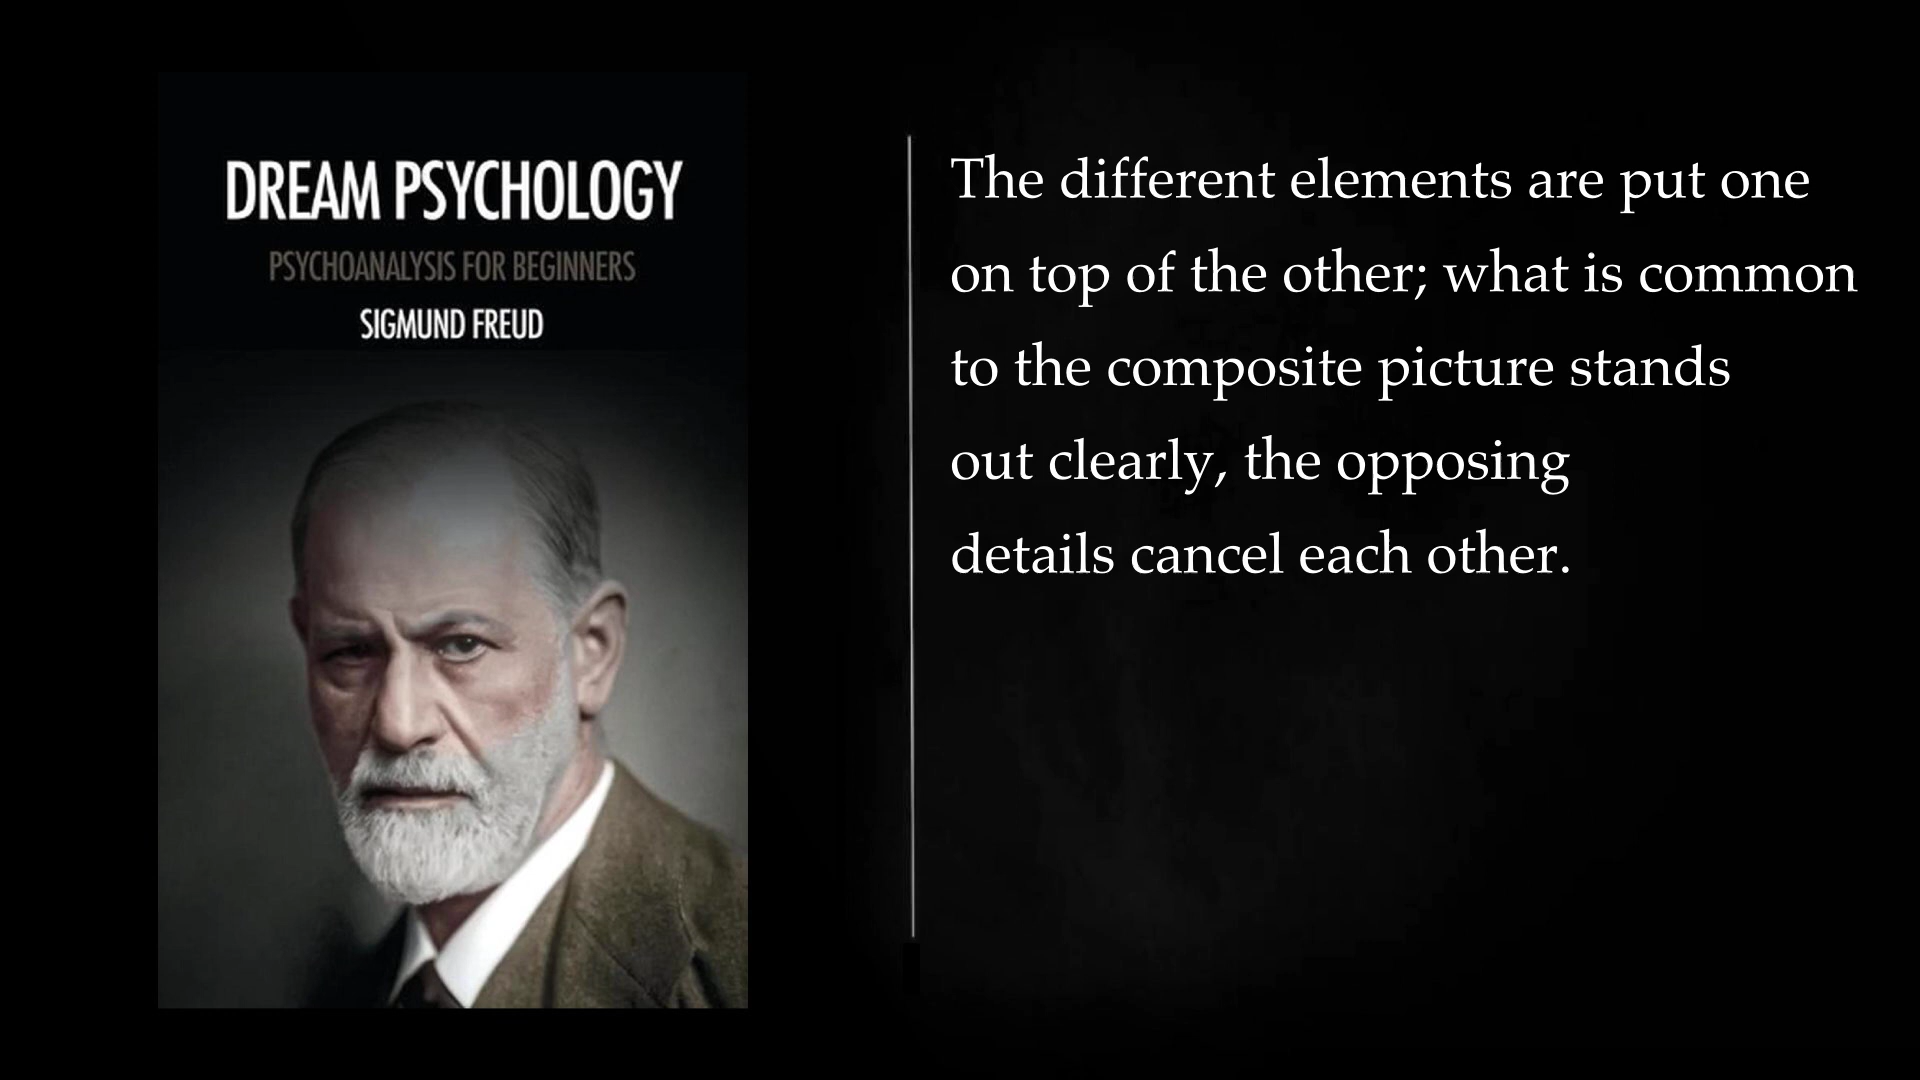 DREAM PSYCHOLOGY
PSYCHOANALYSIS FOR BEGINNERS
SIGMUND FREUD
The different elements are put one
on top of the other; what is common
to the composite picture stands
out clearly, the opposing
details cancel each other.